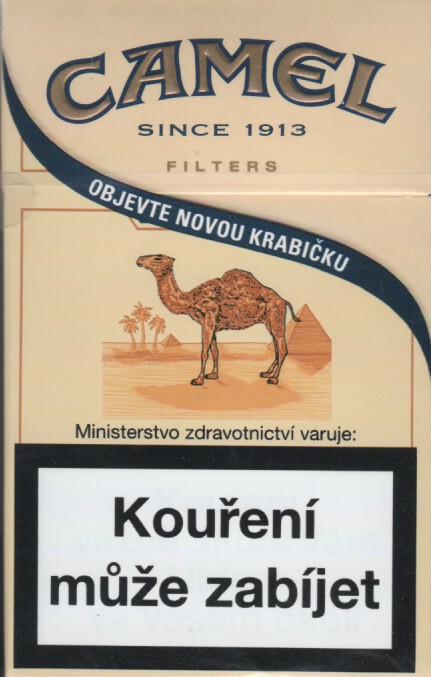 CAMEL
SINCE 1913
FILTERS
OBJEVTE NOVOU KRABIČKU
Ministerstvo zdravotnictví varuje:
Kouření
může zabíjet